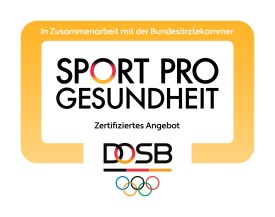 In Zusammenarbeit mit der Bundesärztekammer
SPORT PRO
GESUNDHEIT
Zertifiziertes Angebot
DOSB